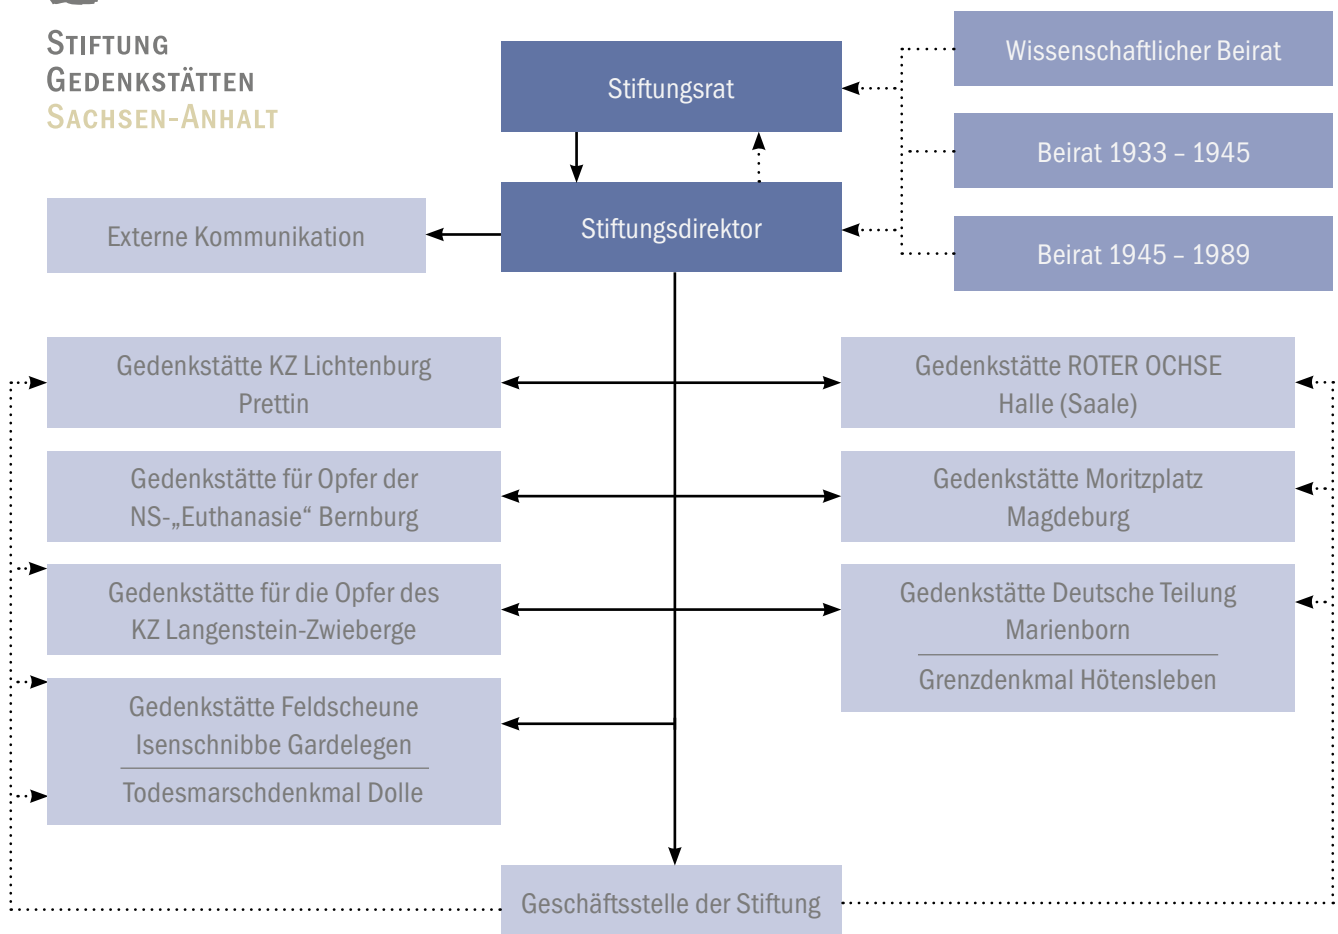 STIFTUNG
GEDENKSTÄTTEN
SACHSEN-ANHALT
Stiftungsrat
Wissenschaftlicher Beirat
Beirat 1933 – 1945
Externe Kommunikation
Stiftungsdirektor
Beirat 1945 – 1989
Gedenkstätte KZ Lichtenburg
Prettin
Gedenkstätte ROTER OCHSE
Halle (Saale)
Gedenkstätte für Opfer der
NS-„Euthanasie“ Bernburg
Gedenkstätte Moritzplatz
Magdeburg
Gedenkstätte für die Opfer des
KZ Langenstein-Zwieberge
Gedenkstätte Deutsche Teilung
Marienborn
Grenzdenkmal Hötensleben
Gedenkstätte Feldscheune
Isenschnibbe Gardelegen
Todesmarschdenkmal Dolle
Geschäftsstelle der Stiftung